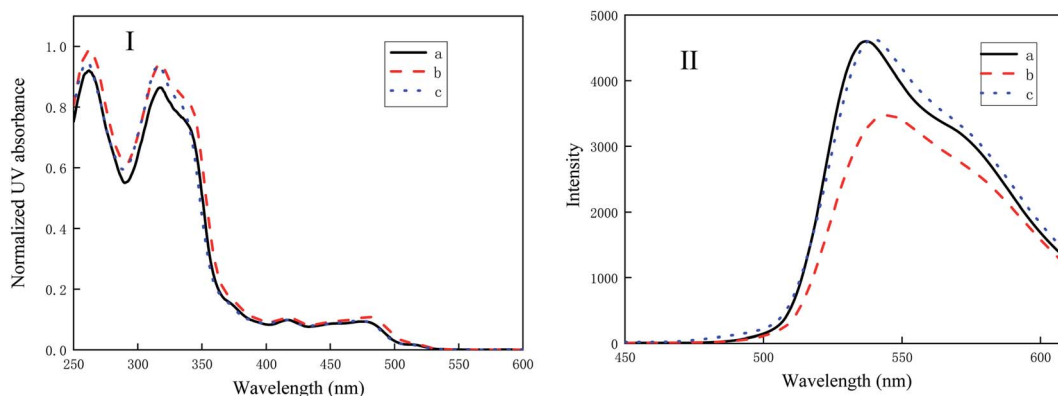 I
a
b
c
1.0
0.8
0.6
0.4
0.2
0.0
250 300 350 400 450 500 550 600
Wavelength (nm)
Normalized UV absorbance
II
a
b
c
5000
4000
3000
2000
1000
0
450 500 550 600
Wavelength (nm)
Intensity